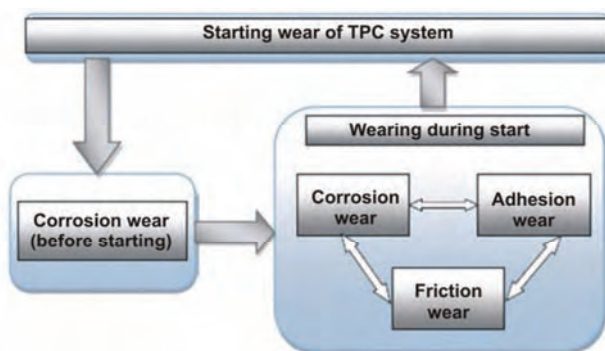 Starting wear of TPC system
Wearing during start
Corrosion wear
(before starting)
Corrosion
wear
Adhesion
wear
Friction
wear